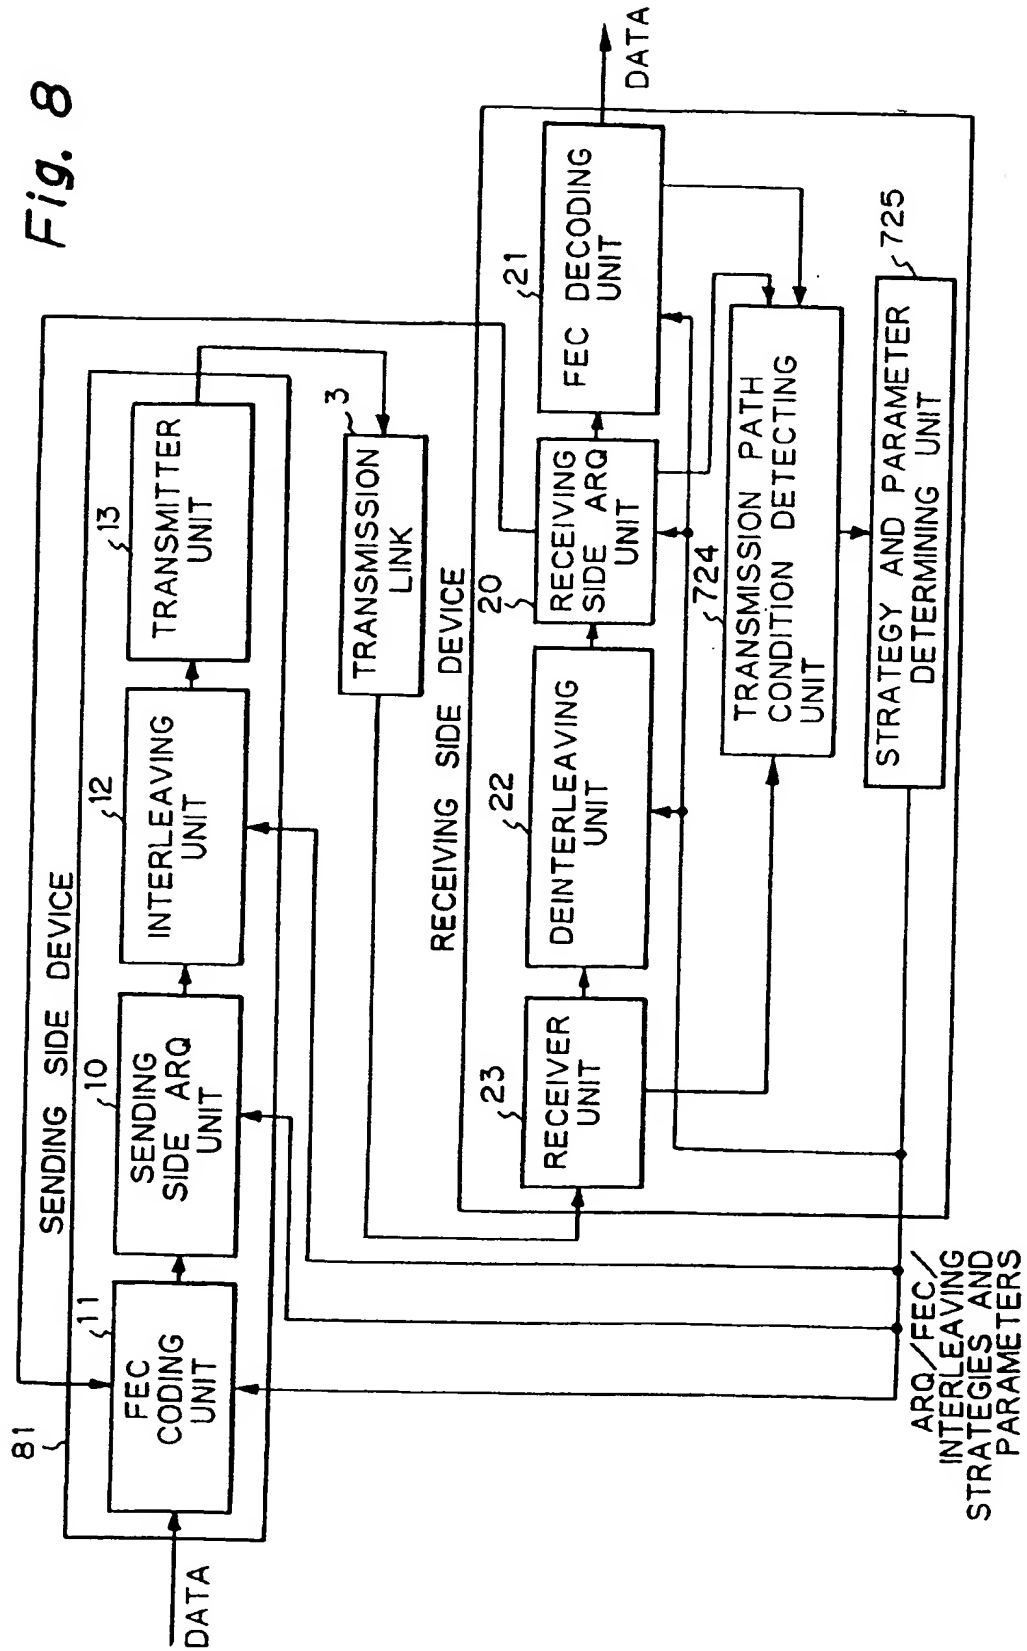 Fig. 8
SENDING SIDE DEVICE
81
DATA
11
FEC
CODING
UNIT
10
SENDING
SIDE ARQ
UNIT
12
INTERLEAVING
UNIT
13
TRANSMITTER
UNIT
3
TRANSMISSION
LINK
RECEIVING SIDE DEVICE
23
RECEIVER
UNIT
22
DEINTERLEAVING
UNIT
20
RECEIVING
SIDE ARQ
UNIT
21
FEC DECODING
UNIT
DATA
724
TRANSMISSION PATH
CONDITION DETECTING
UNIT
725
STRATEGY AND PARAMETER
DETERMINING UNIT
ARQ/FEC/
INTERLEAVING
STRATEGIES AND
PARAMETERS